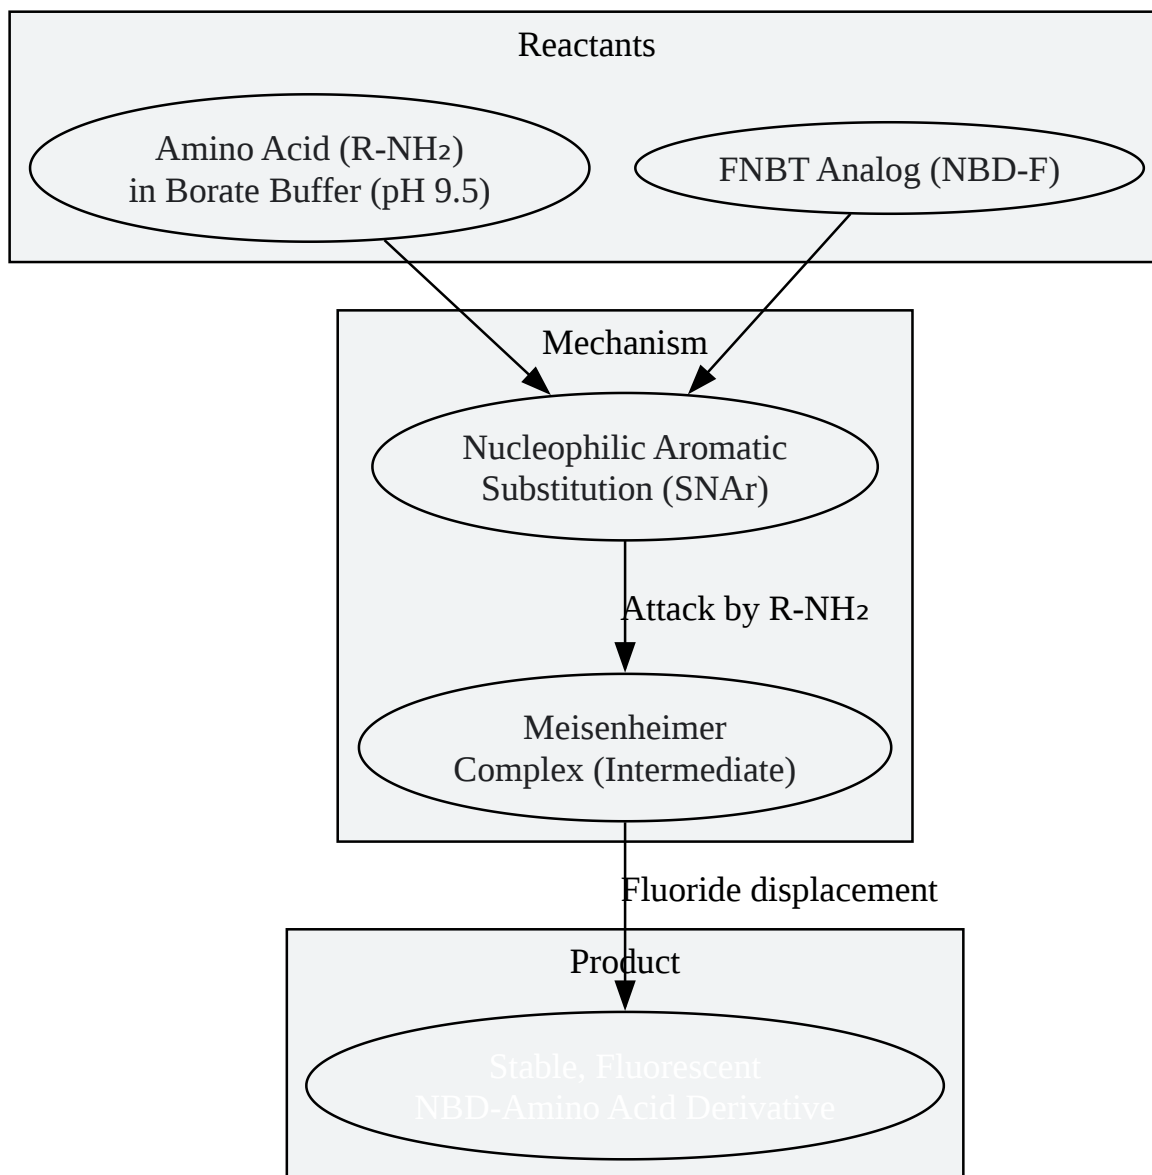 Reactants
Amino Acid (R-NH₂)
in Borate Buffer (pH 9.5)
FNBT Analog (NBD-F)
Mechanism
Nucleophilic Aromatic
Substitution (SNAr)
Attack by R-NH₂
Meisenheimer
Complex (Intermediate)
Fluoride displacement
Product
Stable, Fluorescent
NBD-Amino Acid Derivative